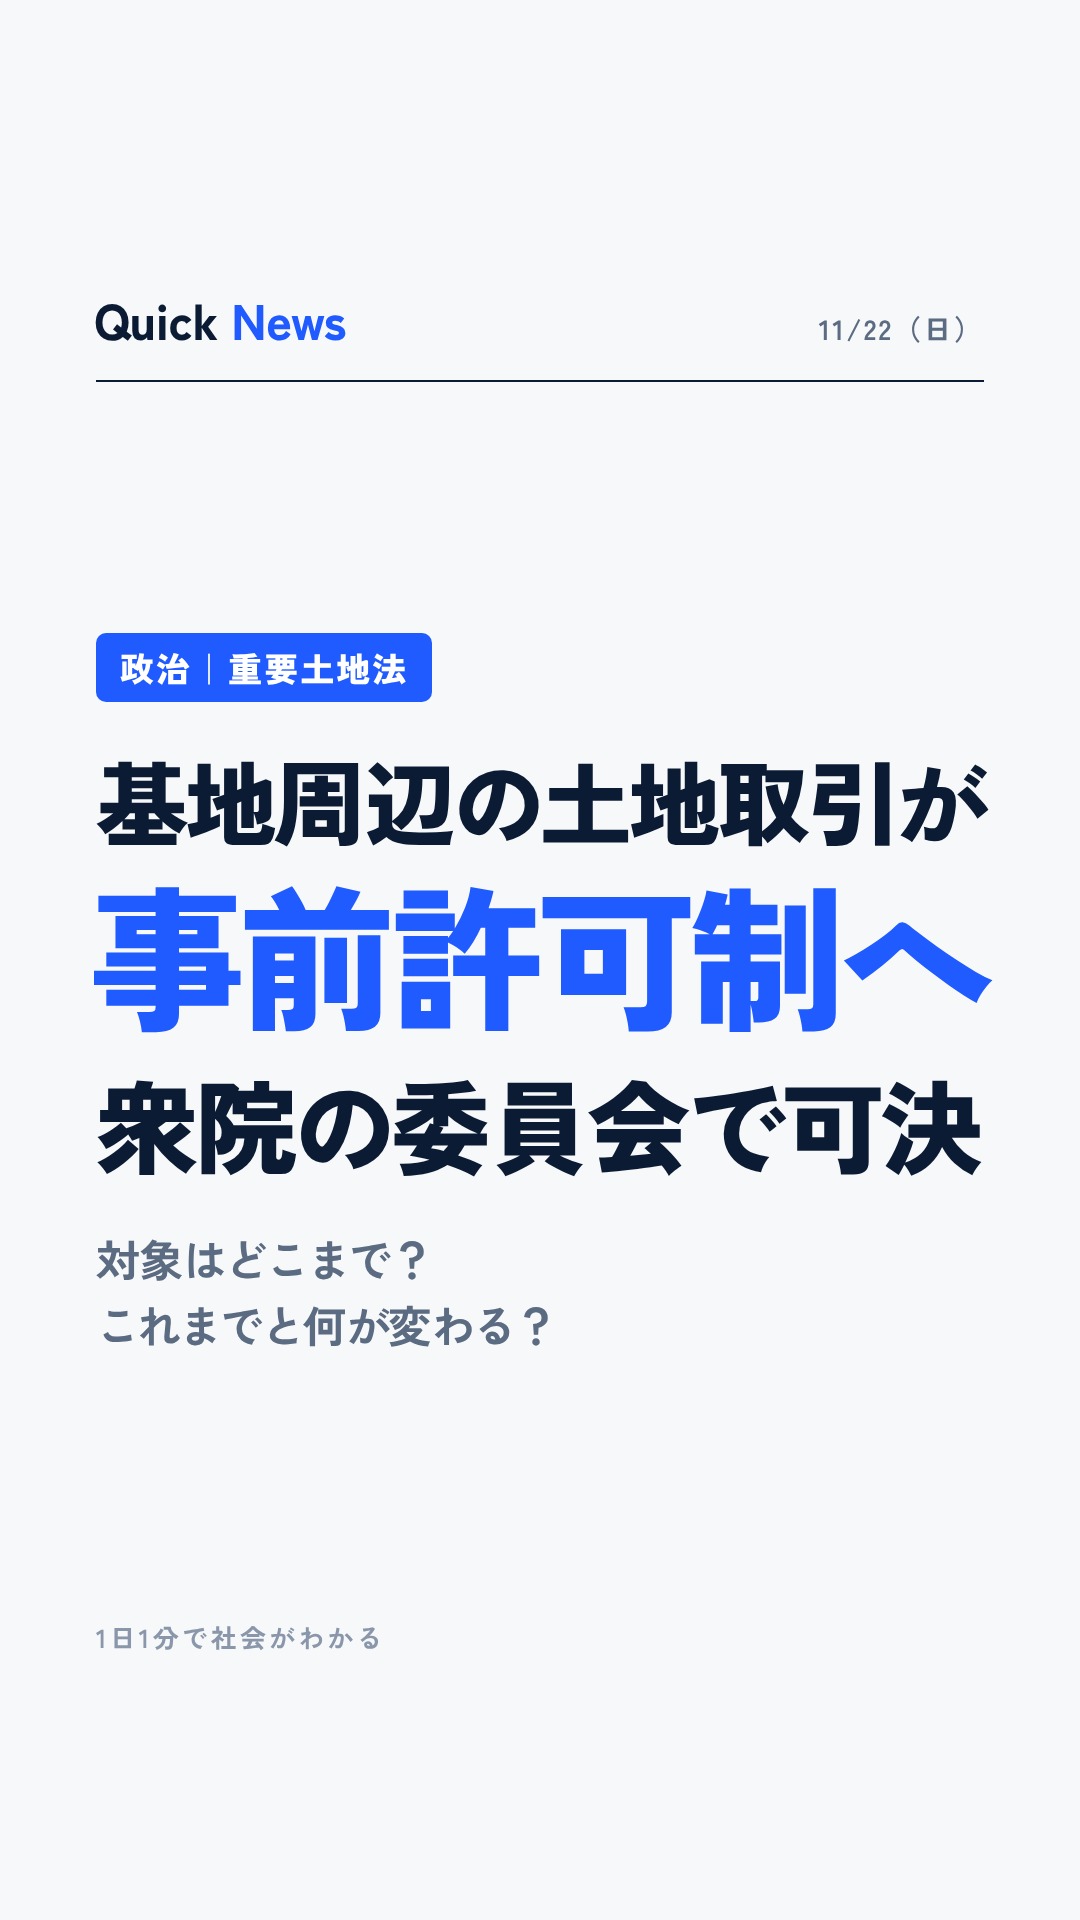 Quick News
11/22（日）
政治｜重要土地法
基地周辺の土地取引が
事前許可制へ
衆院の委員会で可決
対象はどこまで？
これまでと何が変わる？
1日1分で社会がわかる